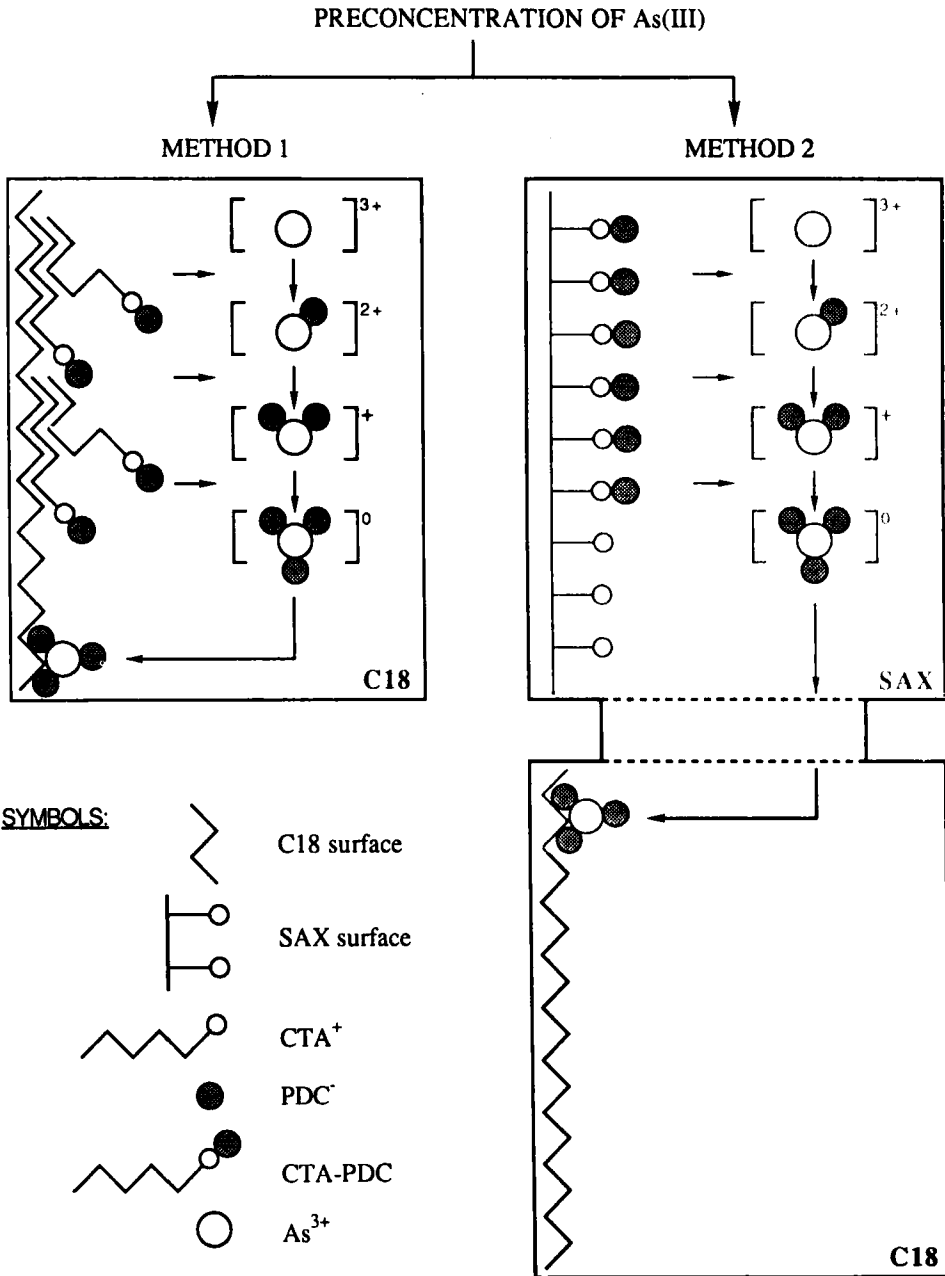 PRECONCENTRATION OF As(III)
METHOD 1
METHOD 2
3+
2+
+
0
C18
3+
2+
+
0
SAX
SYMBOLS:
C18 surface
SAX surface
CTA+
PDC-
CTA-PDC
As3+
C18